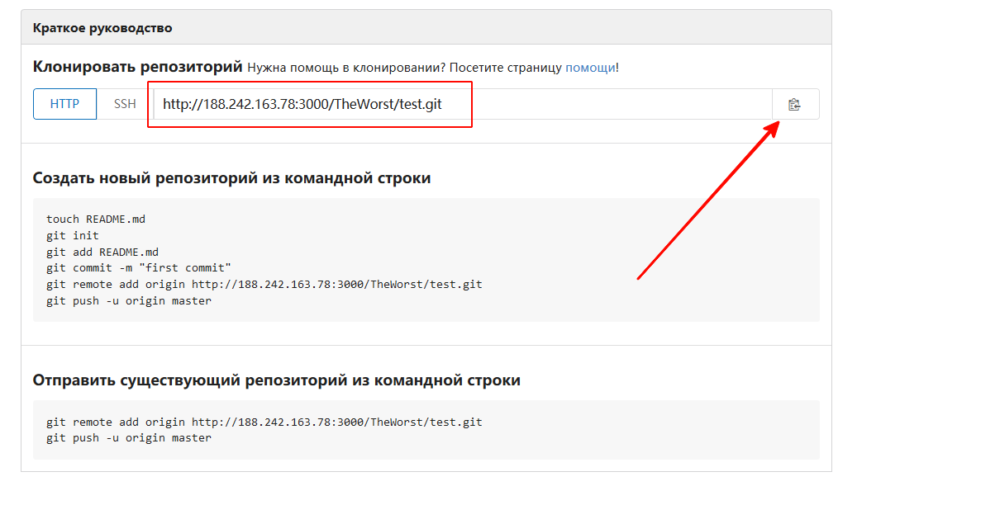 Краткое руководство
Клонировать репозиторий Нужна помощь в клонировании? Посетите страницу помощи!
HTTP SSH http://188.242.163.78:3000/TheWorst/test.git
Создать новый репозиторий из командной строки
touch README.md
git init
git add README.md
git commit -m "first commit"
git remote add origin http://188.242.163.78:3000/TheWorst/test.git
git push -u origin master
Отправить существующий репозиторий из командной строки
git remote add origin http://188.242.163.78:3000/TheWorst/test.git
git push -u origin master